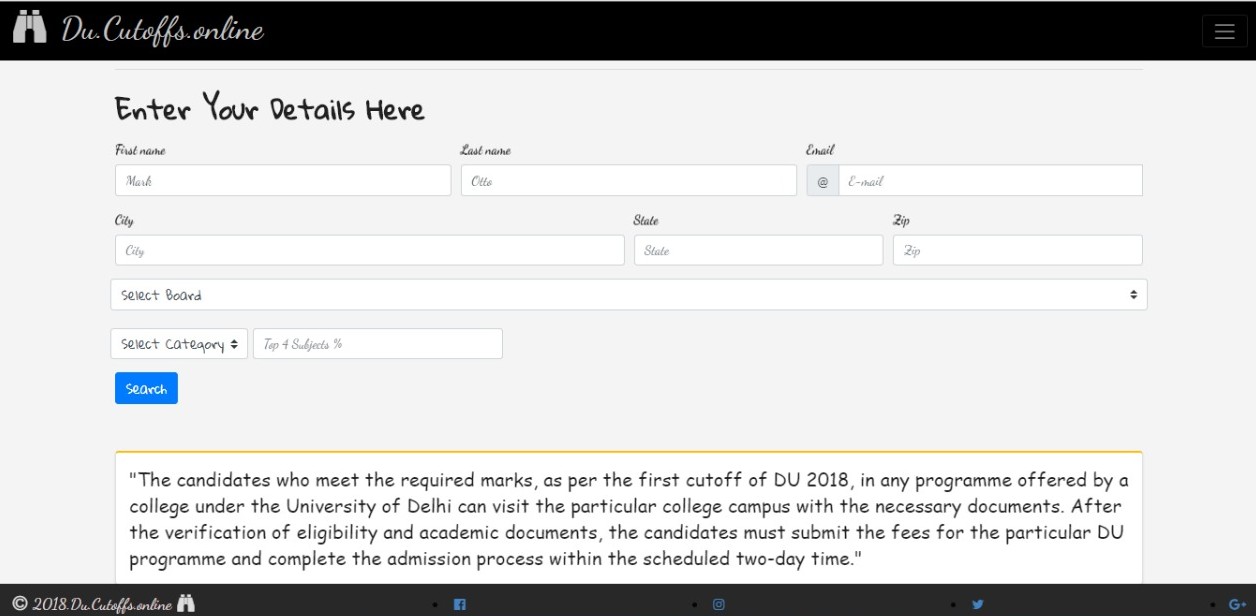 Du.Cutoffs.online
Enter Your Details Here
First name Last name Email
Mark Otto @ E-mail
City State Zip
City State Zip
Select Board
Select Category Top 4 Subjects %
Search
"The candidates who meet the required marks, as per the first cutoff of DU 2018, in any programme offered by a
college under the University of Delhi can visit the particular college campus with the necessary documents. After
the verification of eligibility and academic documents, the candidates must submit the fees for the particular DU
programme and complete the admission process within the scheduled two-day time."
© 2018.Du.Cutoffs.online G+